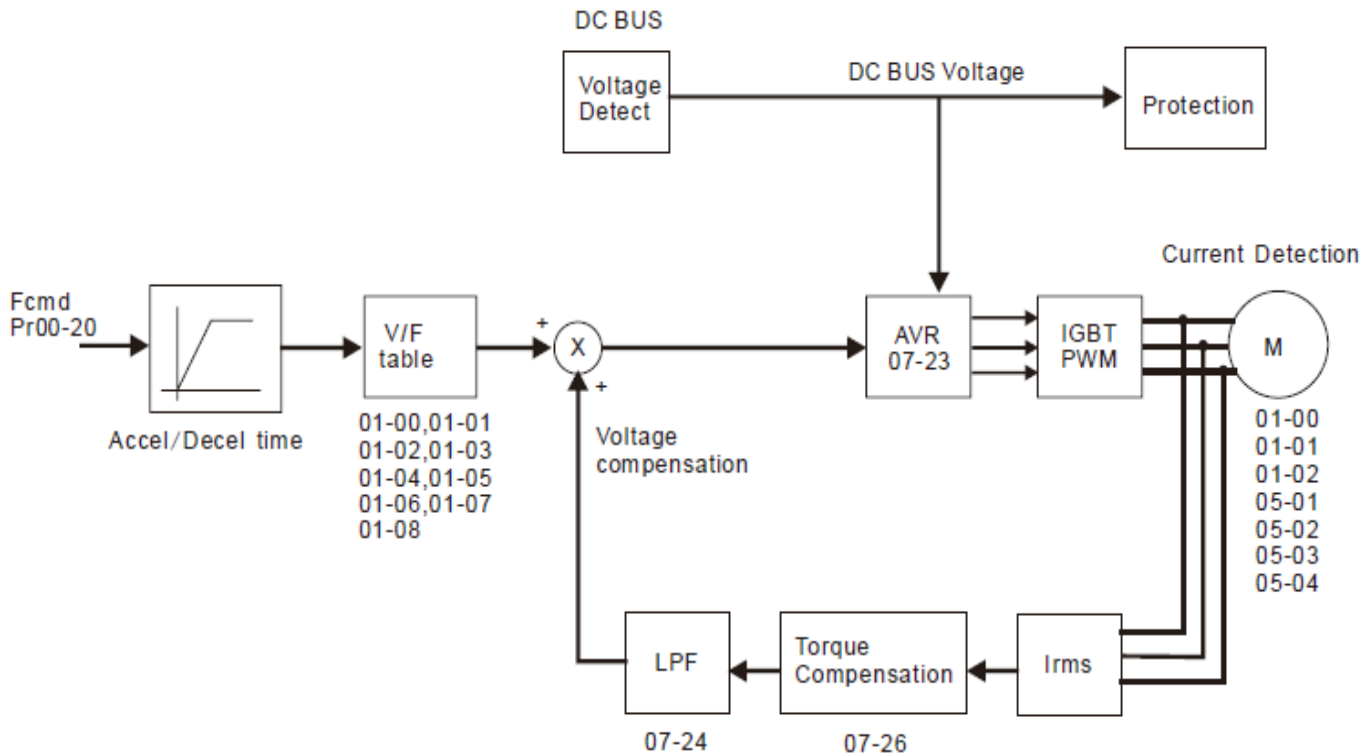 DC BUS
Voltage
Detect
DC BUS Voltage
Protection
Current Detection
Fcmd
Pr00-20
Accel/Decel time
V/F
table
01-00,01-01
01-02,01-03
01-04,01-05
01-06,01-07
01-08
+
X
+
Voltage
compensation
AVR
07-23
IGBT
PWM
M
01-00
01-01
01-02
05-01
05-02
05-03
05-04
LPF
07-24
Torque
Compensation
07-26
Irms